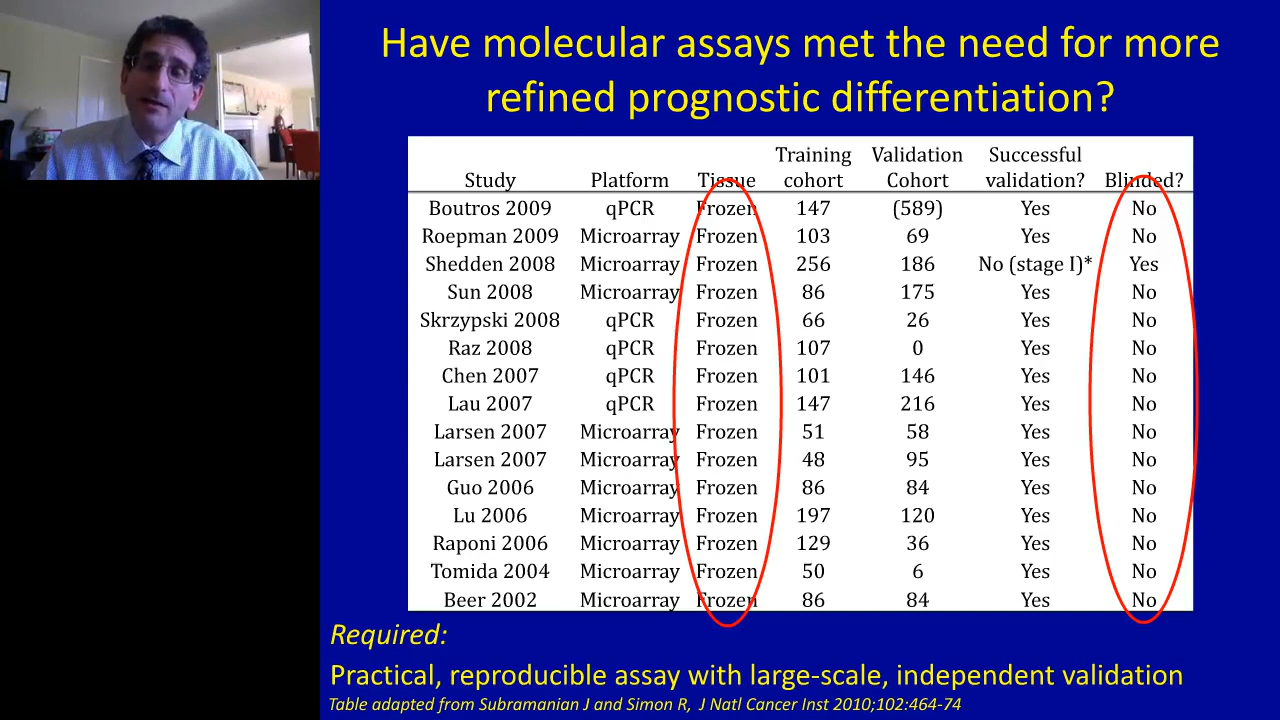 Have molecular assays met the need for more
refined prognostic differentiation?
Training Validation Successful
Study Platform Tissue cohort Cohort validation? Blinded?
Boutros 2009 qPCR Frozen 147 (589) Yes No
Roepman 2009 Microarray Frozen 103 69 Yes No
Shedden 2008 Microarray Frozen 256 186 No (stage I)* Yes
Sun 2008 Microarray Frozen 86 175 Yes No
Skrzypski 2008 qPCR Frozen 66 26 Yes No
Raz 2008 qPCR Frozen 107 0 Yes No
Chen 2007 qPCR Frozen 101 146 Yes No
Lau 2007 qPCR Frozen 147 216 Yes No
Larsen 2007 Microarray Frozen 51 58 Yes No
Larsen 2007 Microarray Frozen 48 95 Yes No
Guo 2006 Microarray Frozen 86 84 Yes No
Lu 2006 Microarray Frozen 197 120 Yes No
Raponi 2006 Microarray Frozen 129 36 Yes No
Tomida 2004 Microarray Frozen 50 6 Yes No
Beer 2002 Microarray Frozen 86 84 Yes No
Required:
Practical, reproducible assay with large-scale, independent validation
Table adapted from Subramanian J and Simon R, J Natl Cancer Inst 2010;102:464-74